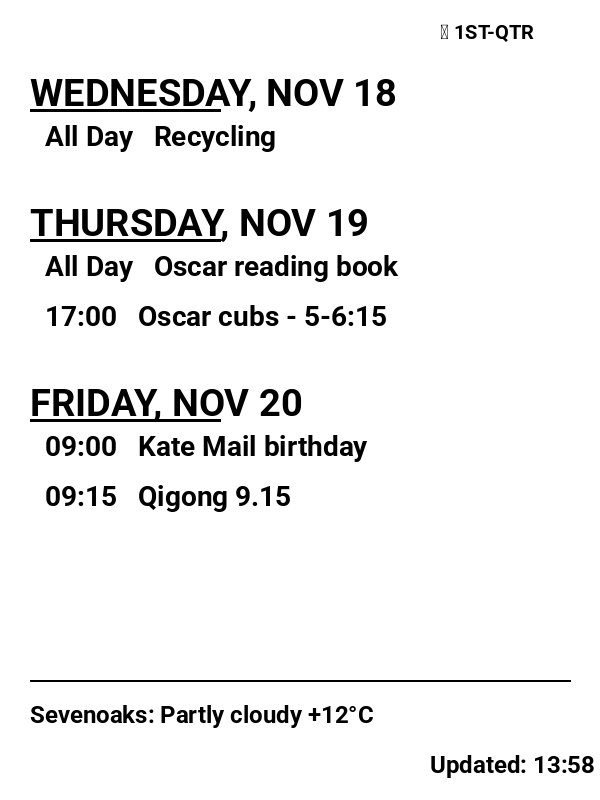 1ST-QTR
WEDNESDAY, NOV 18
All Day Recycling
THURSDAY, NOV 19
All Day Oscar reading book
17:00 Oscar cubs - 5-6:15
FRIDAY, NOV 20
09:00 Kate Mail birthday
09:15 Qigong 9.15
Sevenoaks: Partly cloudy +12°C
Updated: 13:58